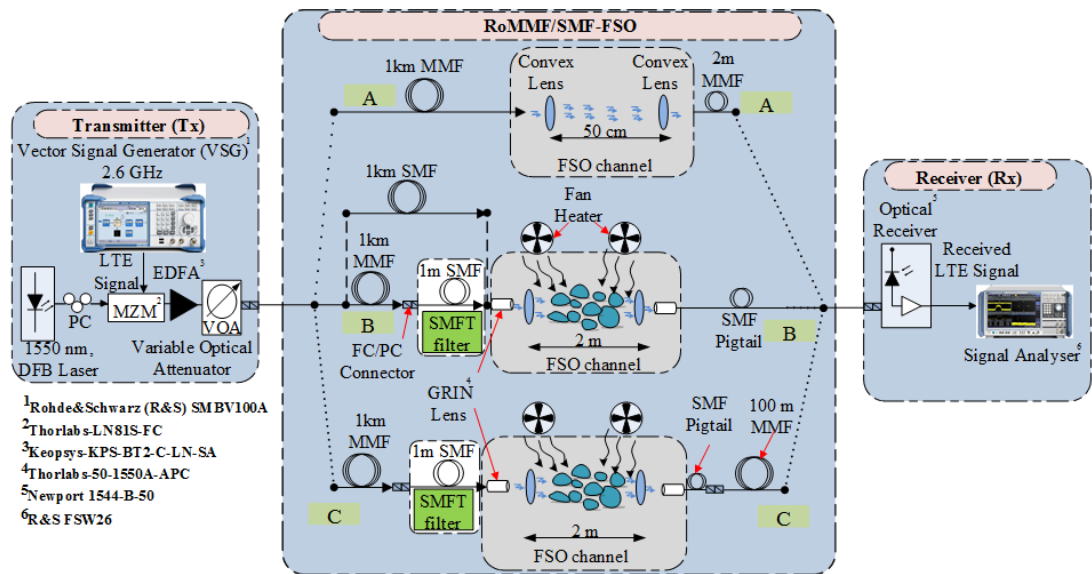 RoMMF/SMF-FSO
1km MMF
Convex
Lens
Convex
Lens
2m
MMF
A
A
50 cm
FSO channel
Transmitter (Tx)
Vector Signal Generator (VSG)1
2.6 GHz
LTE
Signal
EDFA3
PC
MZM2
VOA
1550 nm,
DFB Laser
Variable Optical
Attenuator
1km SMF
Fan
Heater
1km
MMF
1m SMF
B
SMFT
filter
FC/PC
Connector
2 m
FSO channel
SMF
Pigtail
B
GRIN4
Lens
1km
MMF
1m SMF
C
SMFT
filter
2 m
FSO channel
SMF
Pigtail
100 m
MMF
C
Receiver (Rx)
Optical5
Receiver
Received
LTE Signal
Signal Analyser6
1Rohde&Schwarz (R&S) SMBV100A
2Thorlabs-LN81S-FC
3Keopsys-KPS-BT2-C-LN-SA
4Thorlabs-50-1550A-APC
5Newport 1544-B-50
6R&S FSW26